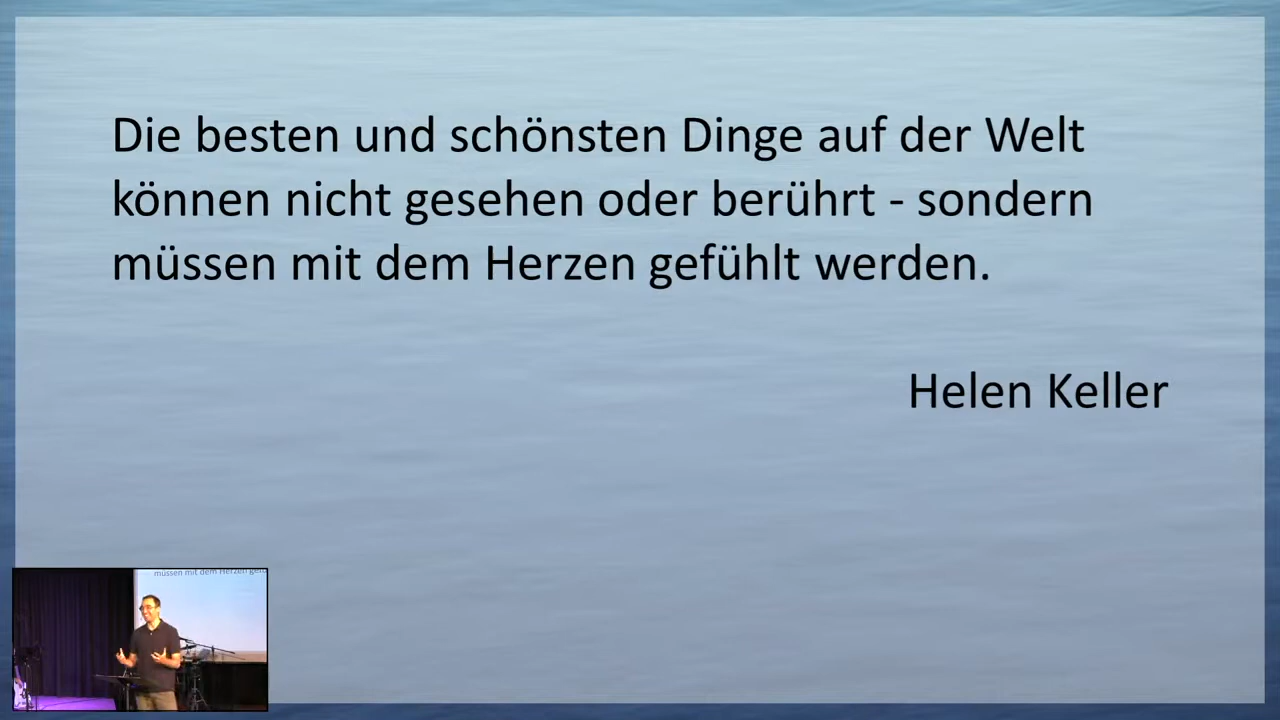 Die besten und schönsten Dinge auf der Welt
können nicht gesehen oder berührt - sondern
müssen mit dem Herzen gefühlt werden.
Helen Keller
müssen mit dem Herzen